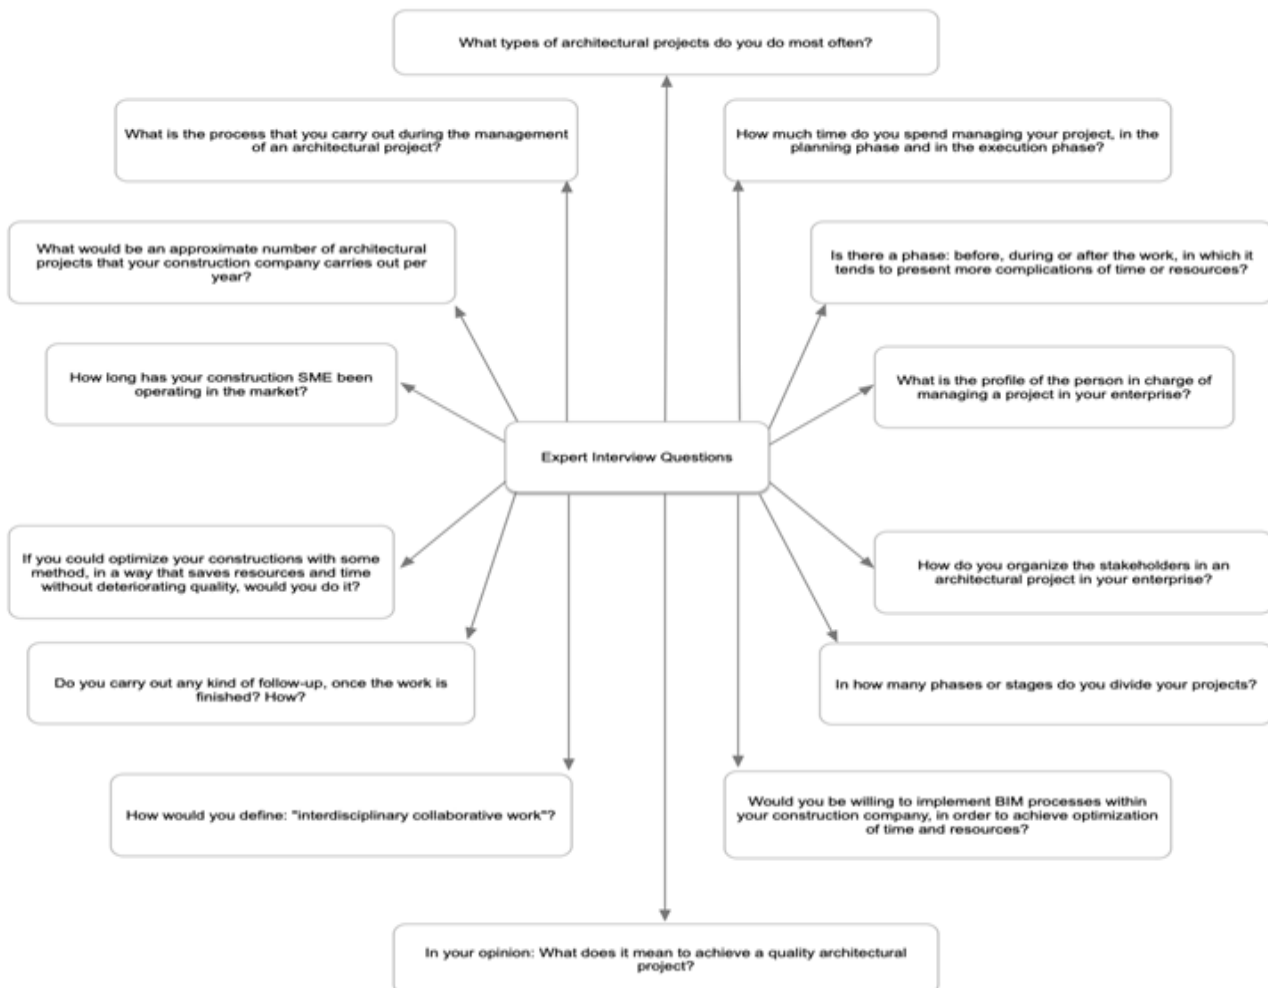 What types of architectural projects do you do most often?
What is the process that you carry out during the management
of an architectural project?
How much time do you spend managing your project, in the
planning phase and in the execution phase?
What would be an approximate number of architectural
projects that your construction company carries out per
year?
Is there a phase: before, during or after the work, in which it
tends to present more complications of time or resources?
How long has your construction SME been
operating in the market?
What is the profile of the person in charge of
managing a project in your enterprise?
Expert Interview Questions
If you could optimize your constructions with some
method, in a way that saves resources and time
without deteriorating quality, would you do it?
How do you organize the stakeholders in an
architectural project in your enterprise?
Do you carry out any kind of follow-up, once the work is
finished? How?
In how many phases or stages do you divide your projects?
How would you define: "interdisciplinary collaborative work"?
Would you be willing to implement BIM processes within
your construction company, in order to achieve optimization
of time and resources?
In your opinion: What does it mean to achieve a quality architectural
project?